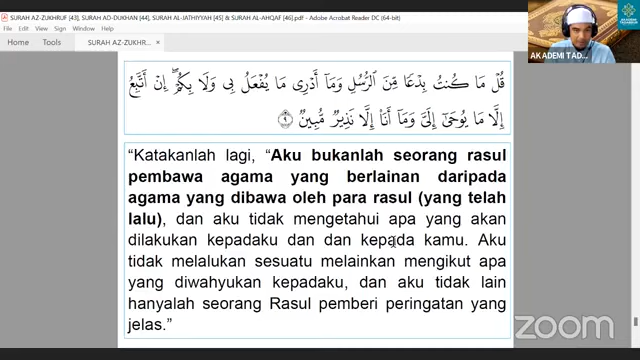 SURAH AZ-ZUKHRUF [43], SURAH AD-DUKHAN [44], SURAH AL-JATHIYYAH [45] & SURAH AL-AHQAF [46].pdf - Adobe Acrobat Reader DC (64-bit)
File Edit View Sign Window Help
Home Tools SURAH AZ-ZUKHR...
AKADEMI TAD...
قُلْ مَا كُنتُ بِدْعًا مِّنَ ٱلرُّسُلِ وَمَآ أَدْرِى مَا يُفْعَلُ بِى وَلَا بِكُمْ ۖ إِنْ أَتَّبِعُ
إِلَّا مَا يُوحَىٰٓ إِلَىَّ وَمَآ أَنَا۠ إِلَّا نَذِيرٌ مُّبِينٌ ٩
“Katakanlah lagi, “Aku bukanlah seorang rasul
pembawa agama yang berlainan daripada
agama yang dibawa oleh para rasul (yang telah
lalu), dan aku tidak mengetahui apa yang akan
dilakukan kepadaku dan dan kepada kamu. Aku
tidak melalukan sesuatu melainkan mengikut apa
yang diwahyukan kepadaku, dan aku tidak lain
hanyalah seorang Rasul pemberi peringatan yang
jelas.”
zoom